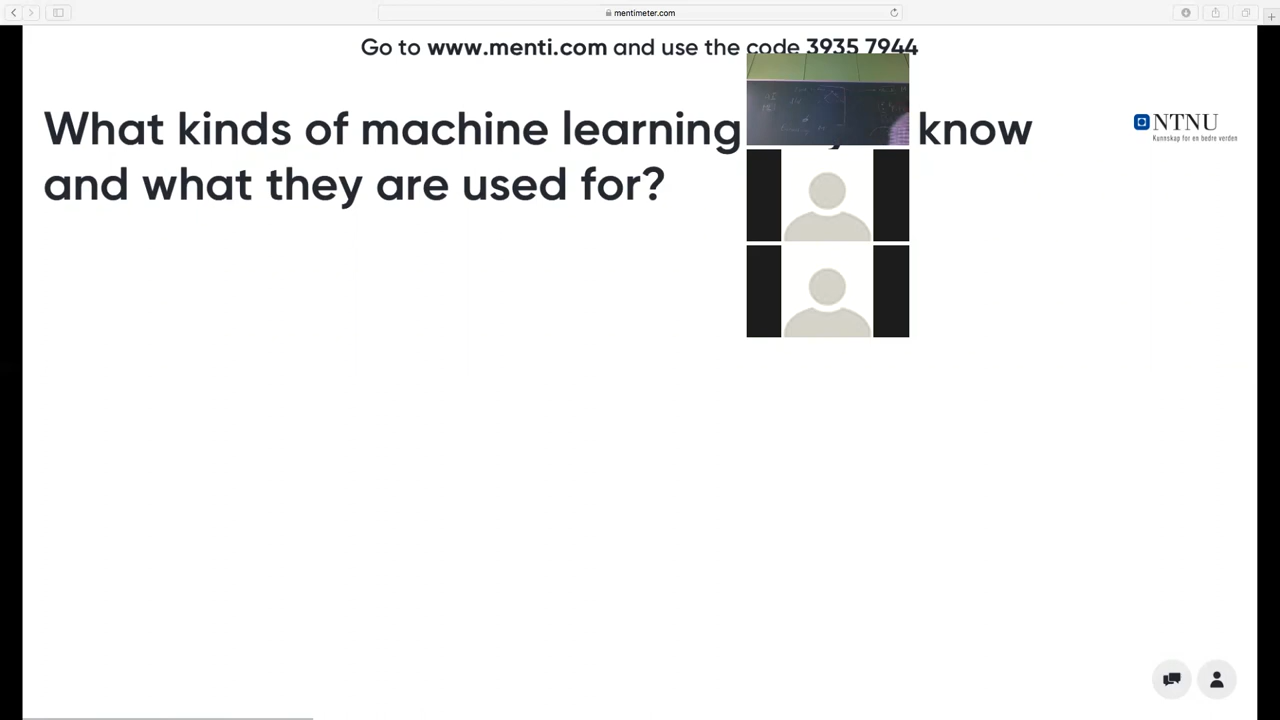 mentimeter.com
Go to www.menti.com and use the code 3935 7944
What kinds of machine learning know
and what they are used for?
NTNU
Kunnskap for en bedre verden